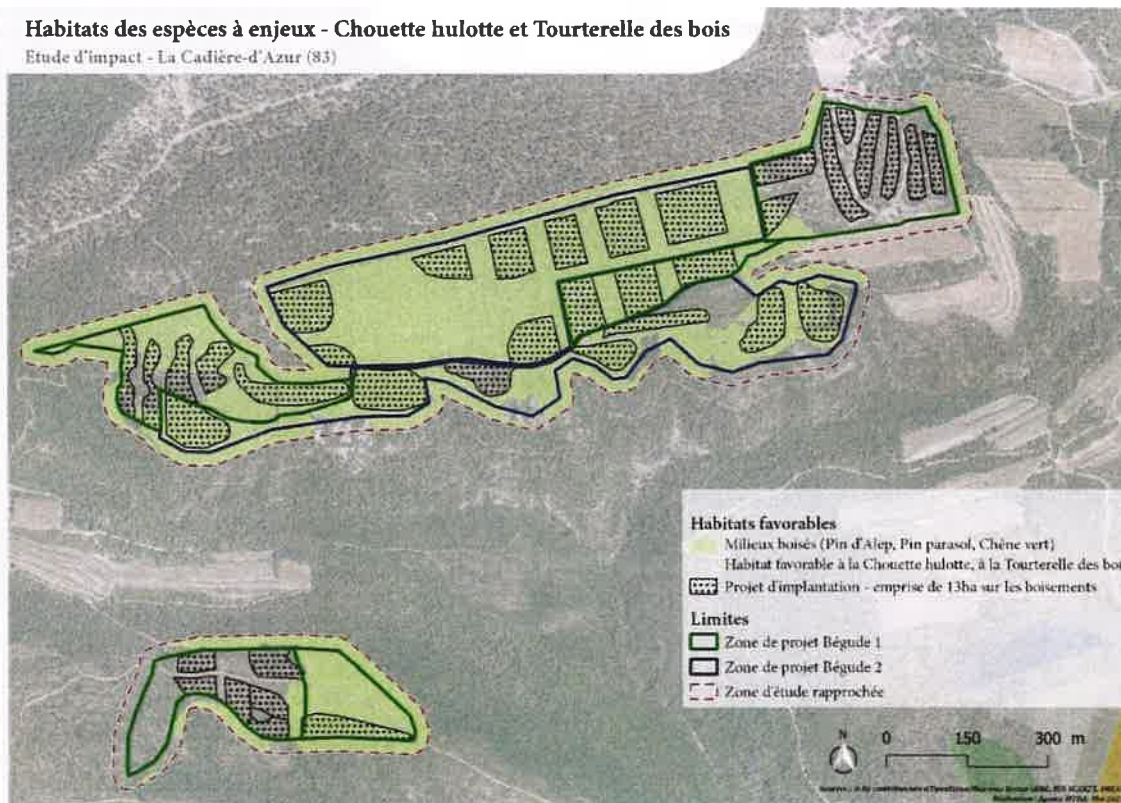 Habitats des espèces à enjeux - Chouette hulotte et Tourterelle des bois
Etude d'impact - La Cadière-d'Azur (83)
Habitats favorables
Milieux boisés (Pin d'Alep, Pin parasol, Chêne vert)
Habitat favorable à la Chouette hulotte, à la Tourterelle des boi
Projet d'implantation - emprise de 13ha sur les boisements
Limites
Zone de projet Bégude 1
Zone de projet Bégude 2
Zone d'étude rapprochée
N
0 150 300 m